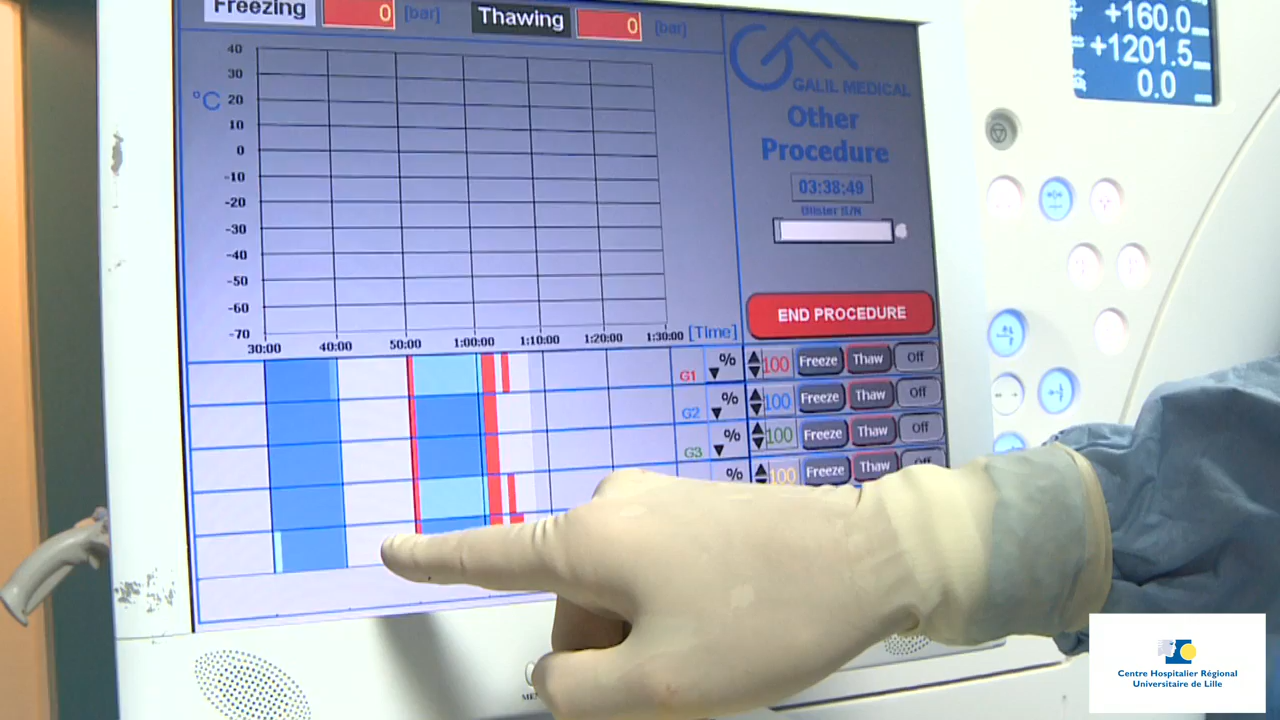 Freezing 0 [bar] Thawing 0 [bar]
+160.0
+1201.5
0.0
°C
40
30
20
10
0
-10
-20
-30
-40
-50
-60
-70
30:00 40:00 50:00 1:00:00 1:10:00 1:20:00 1:30:00 [Time]
GM
GALIL MEDICAL
Other
Procedure
03:38:49
Blister S/N
END PROCEDURE
G1 % 100 Freeze Thaw Off
G2 % 100 Freeze Thaw Off
G3 % 100 Freeze Thaw Off
% 100 Freeze Thaw Off
Centre Hospitalier Régional
Universitaire de Lille